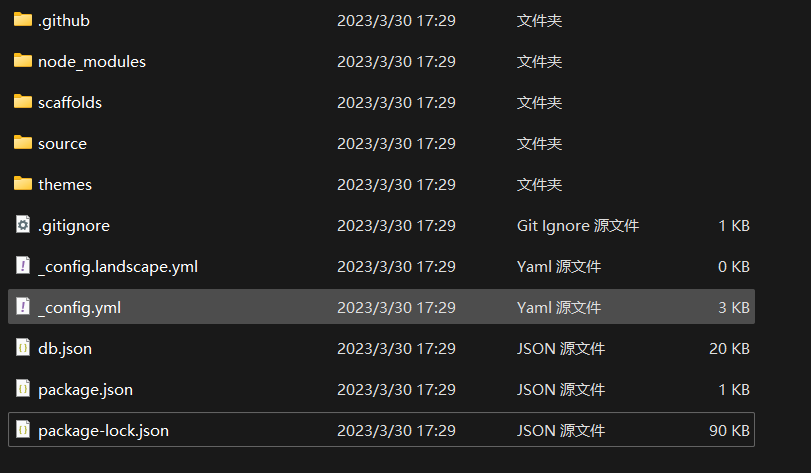 .github 2023/3/30 17:29 文件夹
node_modules 2023/3/30 17:29 文件夹
scaffolds 2023/3/30 17:29 文件夹
source 2023/3/30 17:29 文件夹
themes 2023/3/30 17:29 文件夹
.gitignore 2023/3/30 17:29 Git Ignore 源文件 1 KB
_config.landscape.yml 2023/3/30 17:29 Yaml 源文件 0 KB
_config.yml 2023/3/30 17:29 Yaml 源文件 3 KB
db.json 2023/3/30 17:29 JSON 源文件 20 KB
package.json 2023/3/30 17:29 JSON 源文件 1 KB
package-lock.json 2023/3/30 17:29 JSON 源文件 90 KB